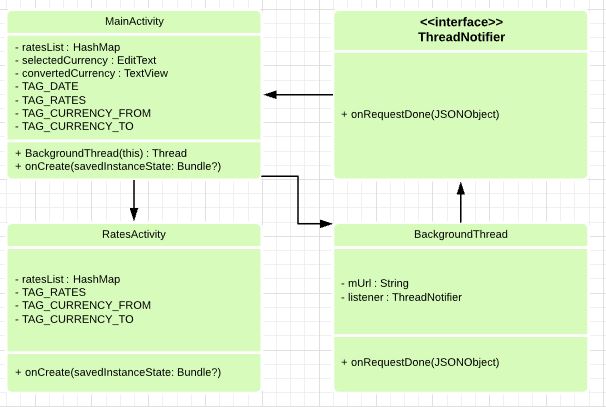 MainActivity
- ratesList : HashMap
- selectedCurrency : EditText
- convertedCurrency : TextView
- TAG_DATE
- TAG_RATES
- TAG_CURRENCY_FROM
- TAG_CURRENCY_TO
+ BackgroundThread(this) : Thread
+ onCreate(savedInstanceState: Bundle?)
<<interface>>
ThreadNotifier
+ onRequestDone(JSONObject)
RatesActivity
- ratesList : HashMap
- TAG_RATES
- TAG_CURRENCY_FROM
- TAG_CURRENCY_TO
+ onCreate(savedInstanceState: Bundle?)
BackgroundThread
- mUrl : String
- listener : ThreadNotifier
+ onRequestDone(JSONObject)